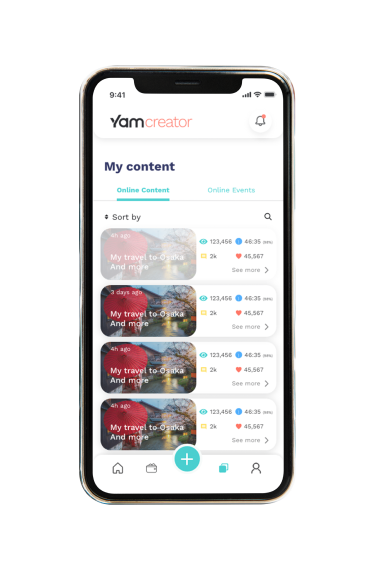 9:41
Yamcreator
My content
Online Content
Online Events
Sort by
4h ago
My travel to Osaka
And more
123,456
46:35
2k
45,567
See more
3 days ago
My travel to Osaka
And more
123,456
46:35
2k
45,567
See more
4h ago
My travel to Osaka
And more
123,456
46:35
2k
45,567
See more
4h ago
My travel to Osaka
And more
123,456
46:35
2k
45,567
See more